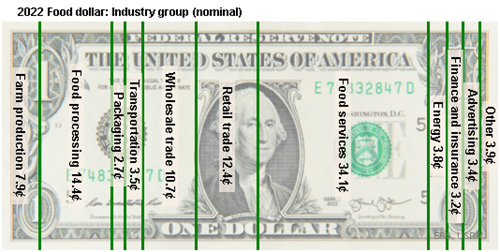 2022 Food dollar: Industry group (nominal)
FEDERAL RESERVE NOTE
THE UNITED STATES OF AMERICA
Farm production 7.9¢
Food processing 14.4¢
Packaging 2.7¢
Transportation 3.5¢
Wholesale trade 10.7¢
Retail trade 12.4¢
Food services 34.1¢
Energy 3.8¢
Finance and insurance 3.2¢
Advertising 3.4¢
Other 3.9¢
32847 D
WASHINGTON, D.C.
ONE DOLLAR